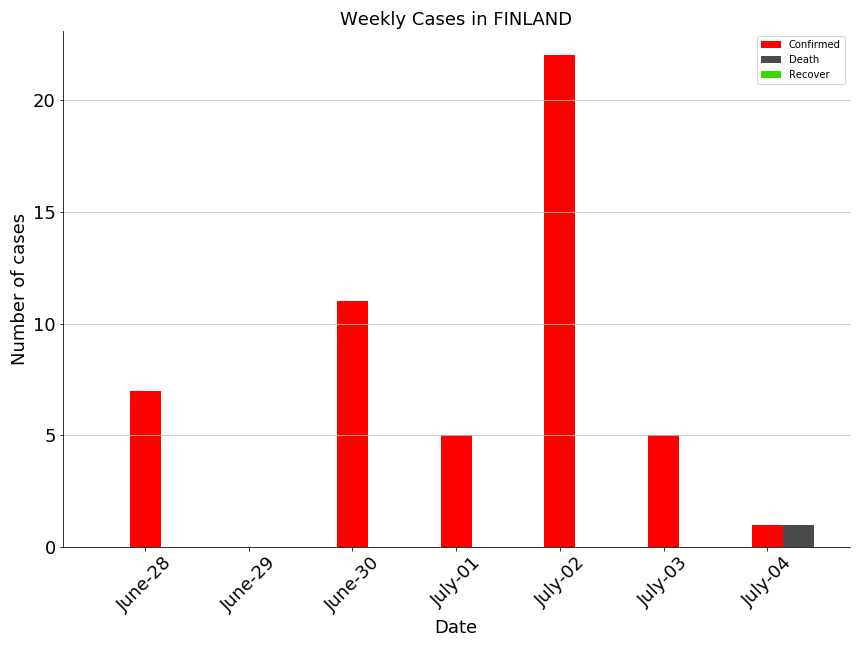 Weekly Cases in FINLAND
Confirmed
Death
Recover
Number of cases
20
15
10
5
0
June-28
June-29
June-30
July-01
July-02
July-03
July-04
Date